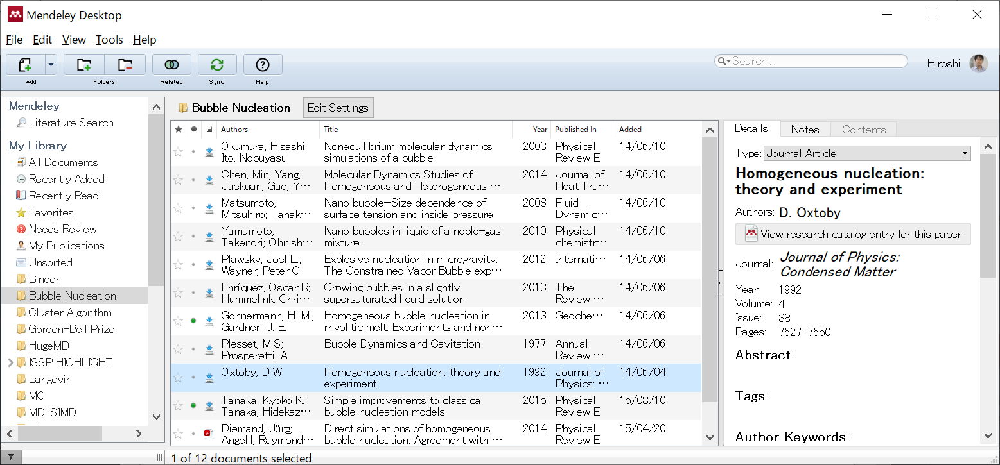 Mendeley Desktop
File Edit View Tools Help
Add Folders Related Sync Help
Search...
Hiroshi
Mendeley
Literature Search
My Library
All Documents
Recently Added
Recently Read
Favorites
Needs Review
My Publications
Unsorted
Binder
Bubble Nucleation
Cluster Algorithm
Gordon-Bell Prize
HugeMD
ISSP HIGHLIGHT
Langevin
MC
MD-SIMD
Bubble Nucleation Edit Settings
Authors Title Year Published In Added
Okumura, Hisashi; Nonequilibrium molecular dynamics 2003 Physical 14/06/10
Ito, Nobuyasu simulations of a bubble Review E
Chen, Min; Yang, Molecular Dynamics Studies of 2014 Journal of 14/06/10
Juekuan; Gao, Y… Homogeneous and Heterogeneous … Heat Tra…
Matsumoto, Nano bubble-Size dependence of 2008 Fluid 14/06/10
Mitsuhiro; Tanak… surface tension and inside pressure Dynamic…
Yamamoto, Nano bubbles in liquid of a noble-gas 2010 Physical 14/06/10
Takenori; Ohnish… mixture. chemistr…
Plawsky, Joel L.; Explosive nucleation in microgravity: 2012 Internati… 14/06/06
Wayner, Peter C. The Constrained Vapor Bubble exp…
Enríquez, Oscar R; Growing bubbles in a slightly 2013 The 14/06/06
Hummelink, Chri… supersaturated liquid solution. Review …
Gonnermann, H. M.; Homogeneous bubble nucleation in 2013 Geoche… 14/06/06
Gardner, J. E. rhyolitic melt: Experiments and non…
Plesset, M S; Bubble Dynamics and Cavitation 1977 Annual 14/06/06
Prosperetti, A Review …
Oxtoby, D W Homogeneous nucleation: theory and 1992 Journal of 14/06/04
experiment Physics: …
Tanaka, Kyoko K.; Simple improvements to classical 2015 Physical 15/08/10
Tanaka, Hidekaz… bubble nucleation models Review E
Diemand, Jürg; Direct simulations of homogeneous 2014 Physical 15/04/20
Angelil, Raymond… bubble nucleation: Agreement with … Review E
Details Notes Contents
Type: Journal Article
Homogeneous nucleation:
theory and experiment
Authors: D. Oxtoby
View research catalog entry for this paper
Journal: Journal of Physics:
Condensed Matter
Year: 1992
Volume: 4
Issue: 38
Pages: 7627-7650
Abstract:
Tags:
Author Keywords:
1 of 12 documents selected